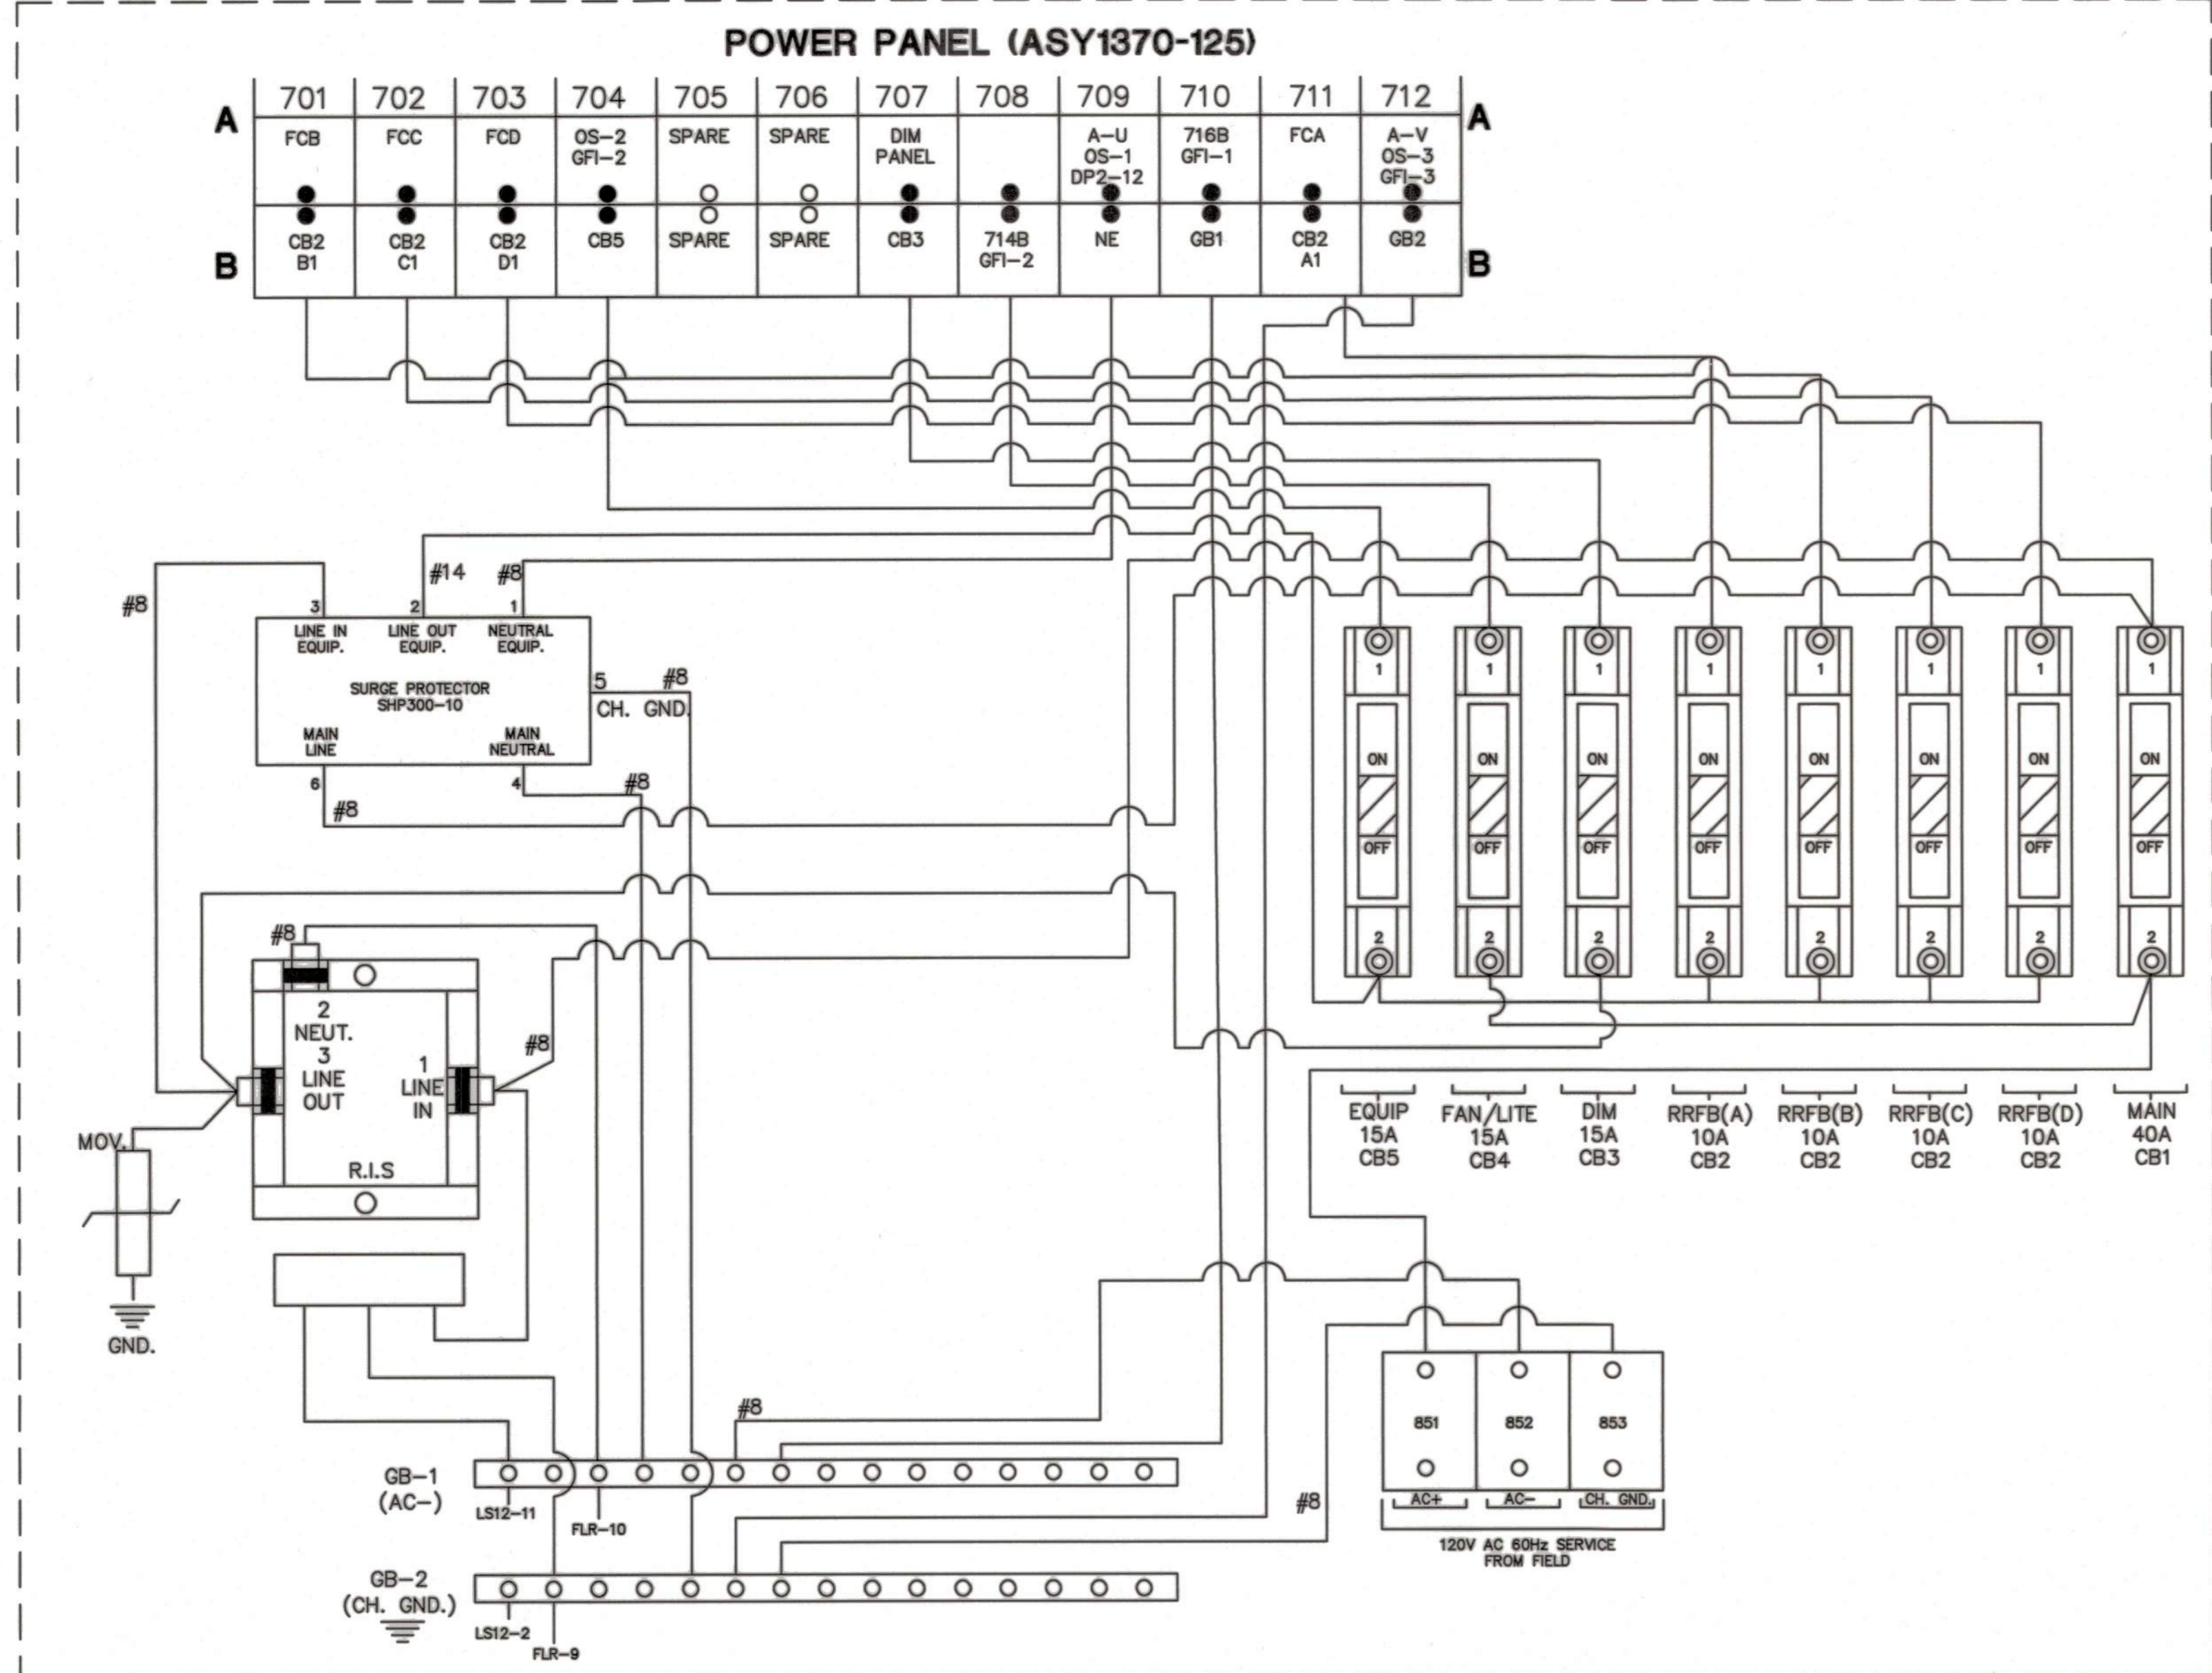 POWER PANEL (ASY1370-125)
701 702 703 704 705 706 707 708 709 710 711 712
A A
FCB FCC FCD OS-2 SPARE SPARE DIM A-U 716B FCA A-V
GFI-2 PANEL OS-1 GFI-1 OS-3
DP2-12 GFI-3
CB2 CB2 CB2 CB5 SPARE SPARE CB3 714B NE GB1 CB2 GB2
B1 C1 D1 GFI-2 A1
B B
#14 #8
#8
3 2 1
LINE IN LINE OUT NEUTRAL
EQUIP. EQUIP. EQUIP.
5 #8
SURGE PROTECTOR
SHP300-10
CH. GND.
MAIN MAIN
LINE NEUTRAL
6 4 #8
#8
1 1 1 1 1 1 1 1
ON ON ON ON ON ON ON ON
OFF OFF OFF OFF OFF OFF OFF OFF
2 2 2 2 2 2 2 2
#8
2
NEUT.
3
LINE
OUT
1
LINE
IN
#8
R.I.S
MOV.
GND.
EQUIP FAN/LITE DIM RRFB(A) RRFB(B) RRFB(C) RRFB(D) MAIN
15A 15A 15A 10A 10A 10A 10A 40A
CB5 CB4 CB3 CB2 CB2 CB2 CB2 CB1
#8
851 852 853
AC+ AC- CH. GND.
120V AC 60Hz SERVICE
FROM FIELD
#8
GB-1
(AC-)
LS12-11
FLR-10
GB-2
(CH. GND.)
LS12-2
FLR-9